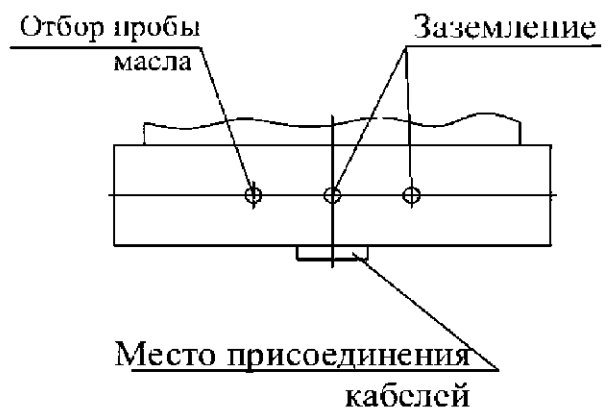 Отбор пробы
масла
Заземление
Место присоединения
кабелей